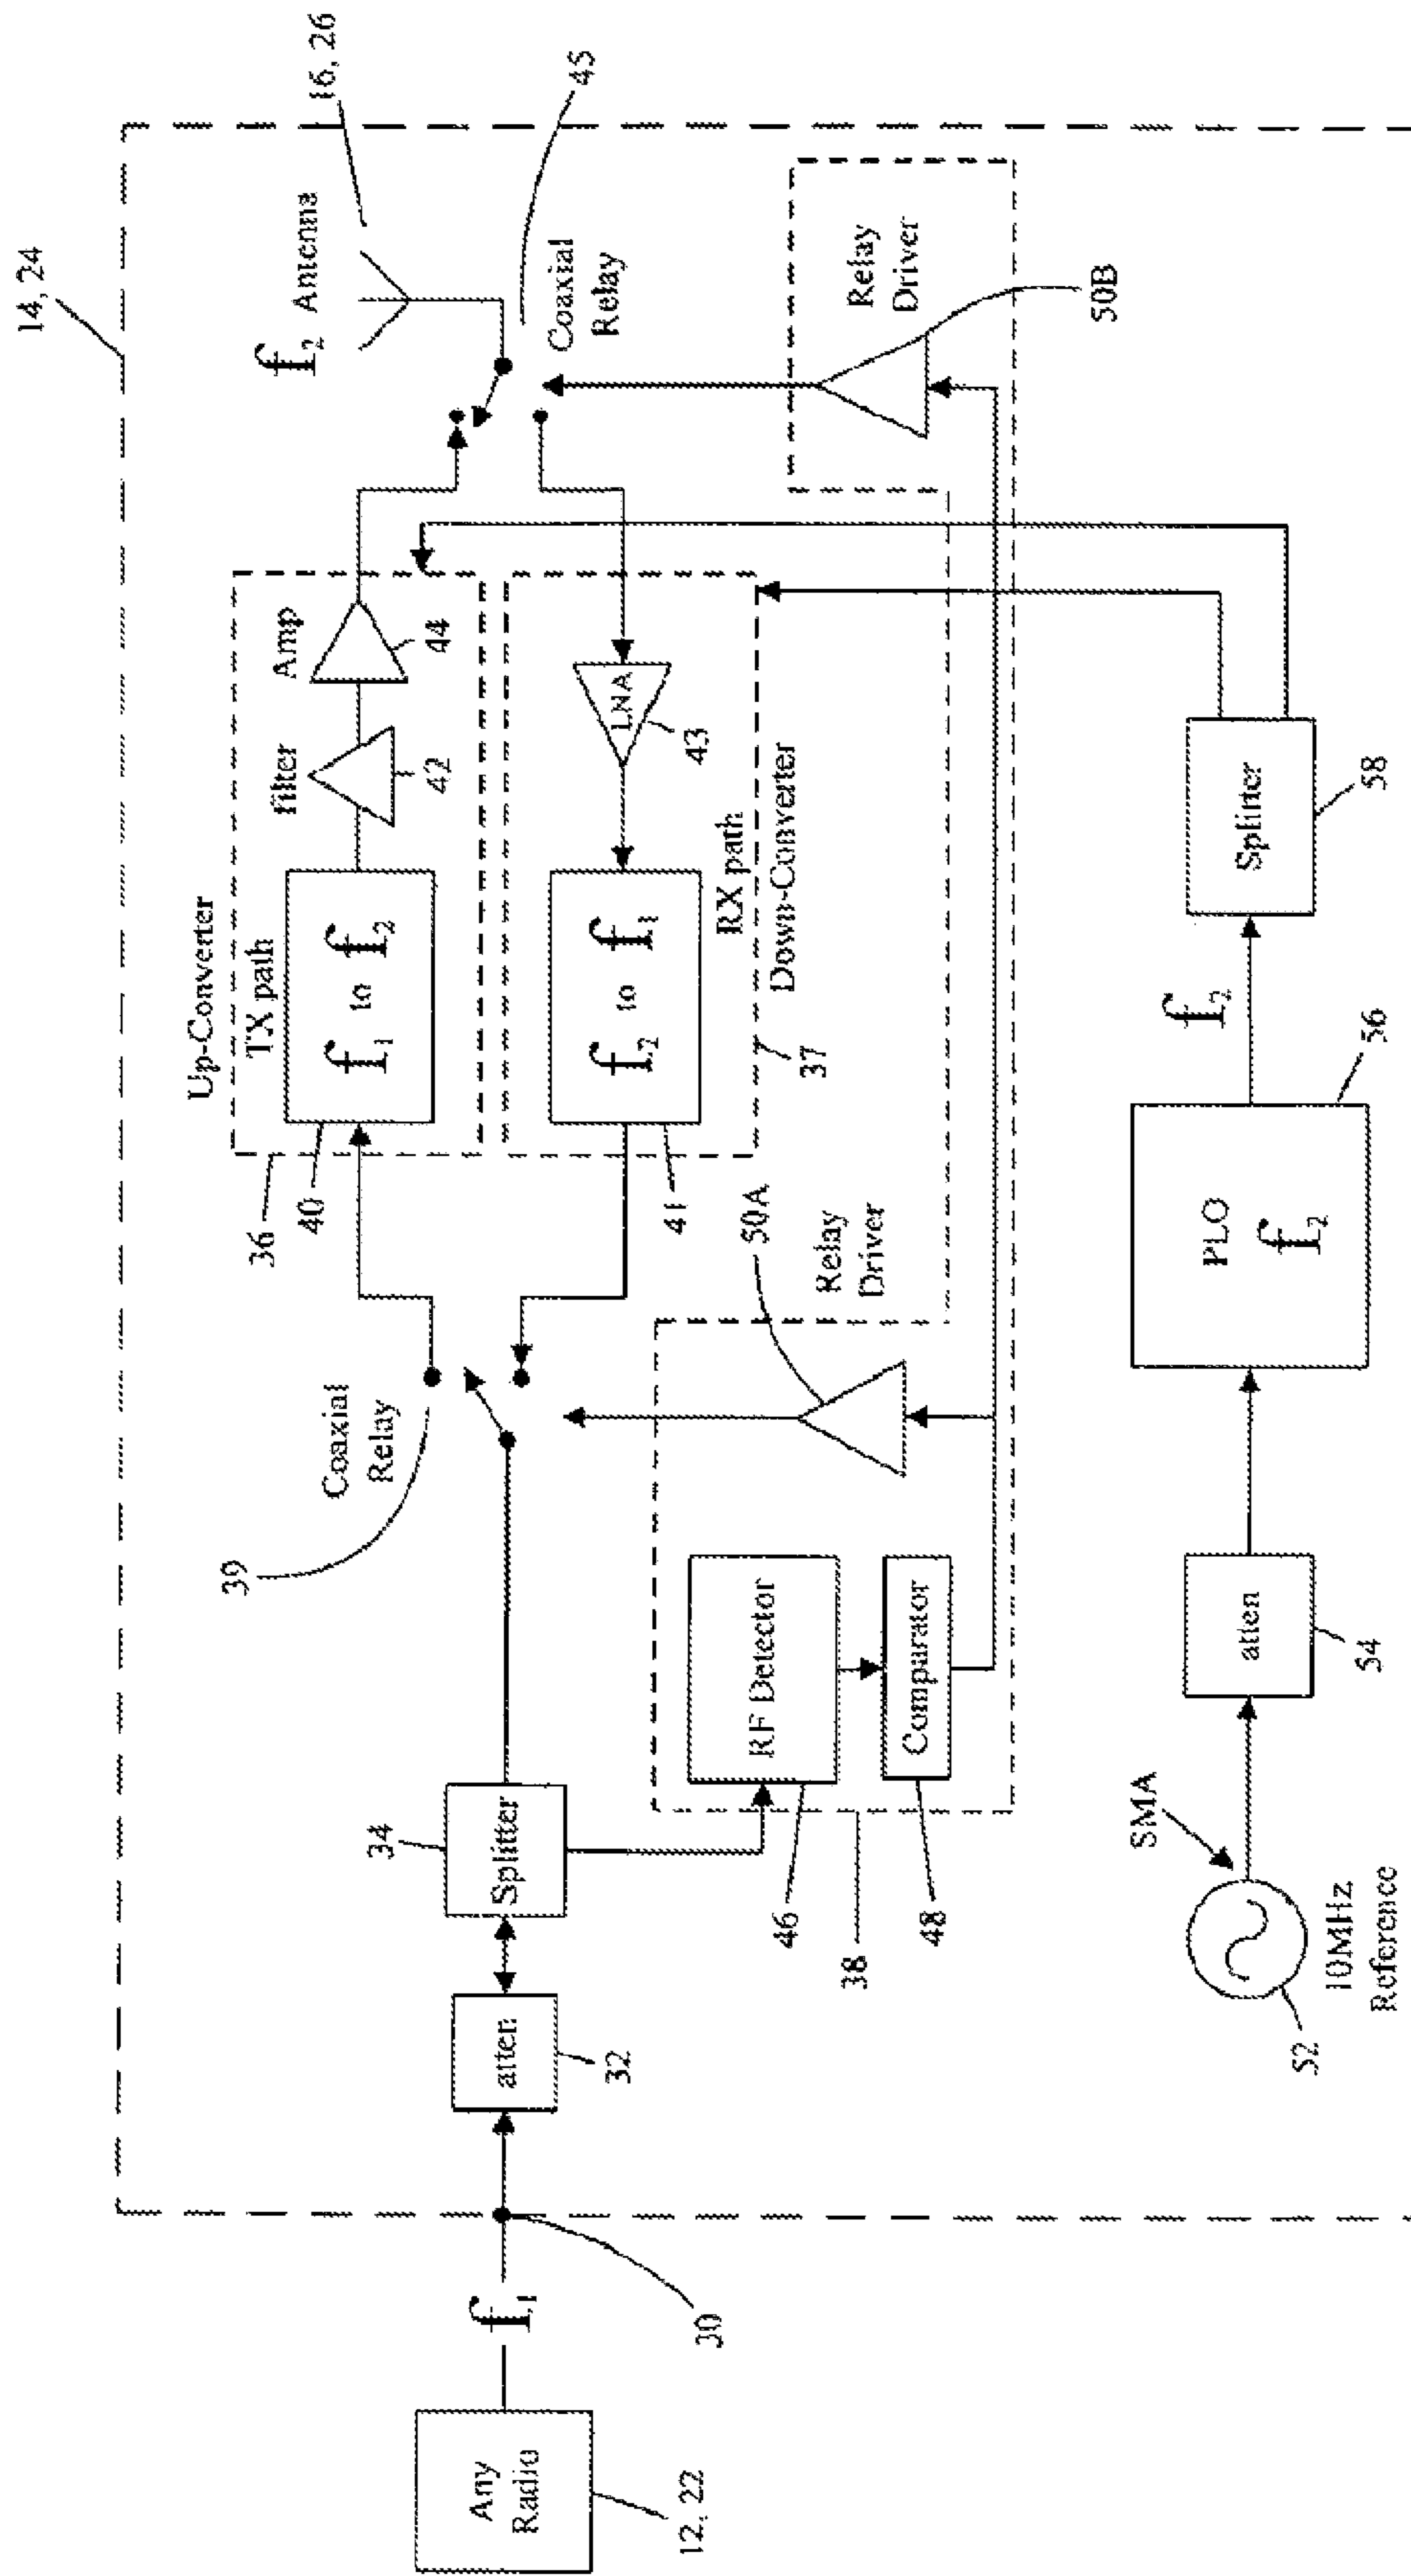 14, 24
16, 26
f₂ Antenna
45
Coaxial
Relay
Relay
Driver
50B
Up-Converter
TX path
f₁ to f₂
filter
Amp
36
40
42
44
f₂ to f₁
LNA
43
RX path
Down-Converter
37
41
Coaxial
Relay
39
50A
Relay
Driver
34
Splitter
RF Detector
46
Comparator
48
38
atten
32
f₁
30
Any
Radio
12, 22
SMA
10MHz
Reference
52
atten
54
PLO
f₂
56
f₂
Splitter
58